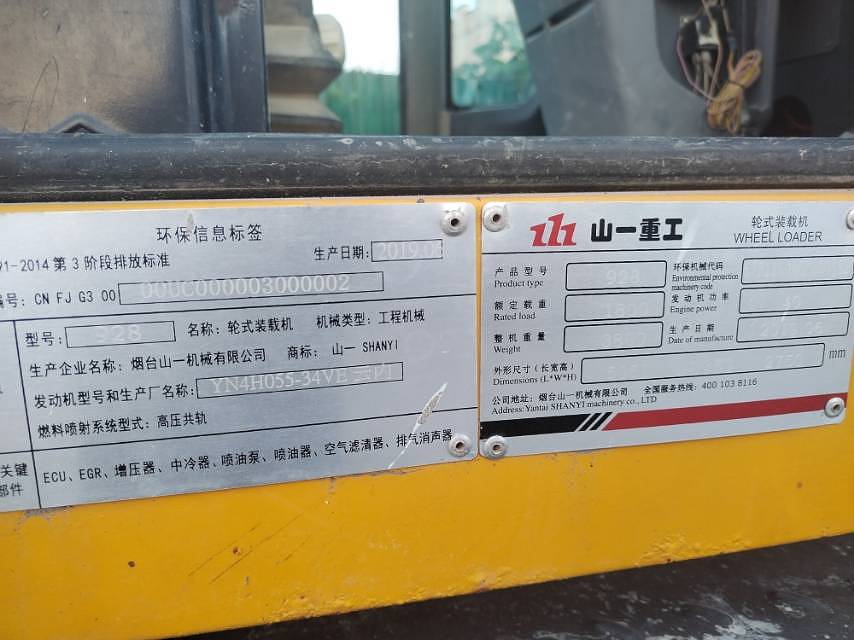 环保信息标签
91-2014 第 3 阶段排放标准
生产日期:
编号: CN FJ G3 00 000C000003000002
型号: 928 名称: 轮式装载机 机械类型: 工程机械
生产企业名称: 烟台山一机械有限公司 商标: 山一 SHANYI
发动机型号和生产厂名称: YN4H055-34VE 云内
燃料喷射系统型式: 高压共轨
关键
部件
ECU、EGR、增压器、中冷器、喷油泵、喷油器、空气滤清器、排气消声器
山一重工
轮式装载机
WHEEL LOADER
产品型号 928
Product type
环保机械代码
Environmental protection
machinery code
额定载重
Rated load
发动机功率
Engine power
整机重量
Weight
生产日期
Date of manufacture
外形尺寸(长宽高) mm
Dimensions (L*W*H)
公司地址: 烟台山一机械有限公司 全国服务热线: 400 103 8116
Address:Yantai SHANYI machinery co., LTD